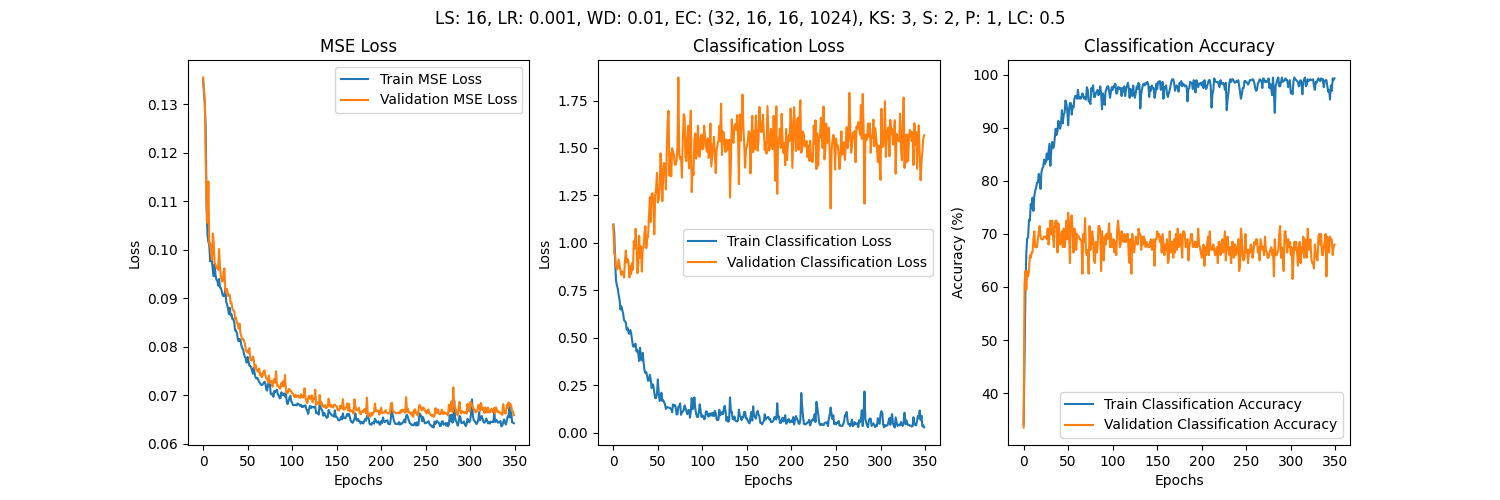 LS: 16, LR: 0.001, WD: 0.01, EC: (32, 16, 16, 1024), KS: 3, S: 2, P: 1, LC: 0.5
MSE Loss
Train MSE Loss
Validation MSE Loss
0.13
0.12
0.11
0.10
0.09
0.08
0.07
0.06
Loss
0 50 100 150 200 250 300 350
Epochs
Classification Loss
Train Classification Loss
Validation Classification Loss
1.75
1.50
1.25
1.00
0.75
0.50
0.25
0.00
Loss
0 50 100 150 200 250 300 350
Epochs
Classification Accuracy
Train Classification Accuracy
Validation Classification Accuracy
100
90
80
70
60
50
40
Accuracy (%)
0 50 100 150 200 250 300 350
Epochs